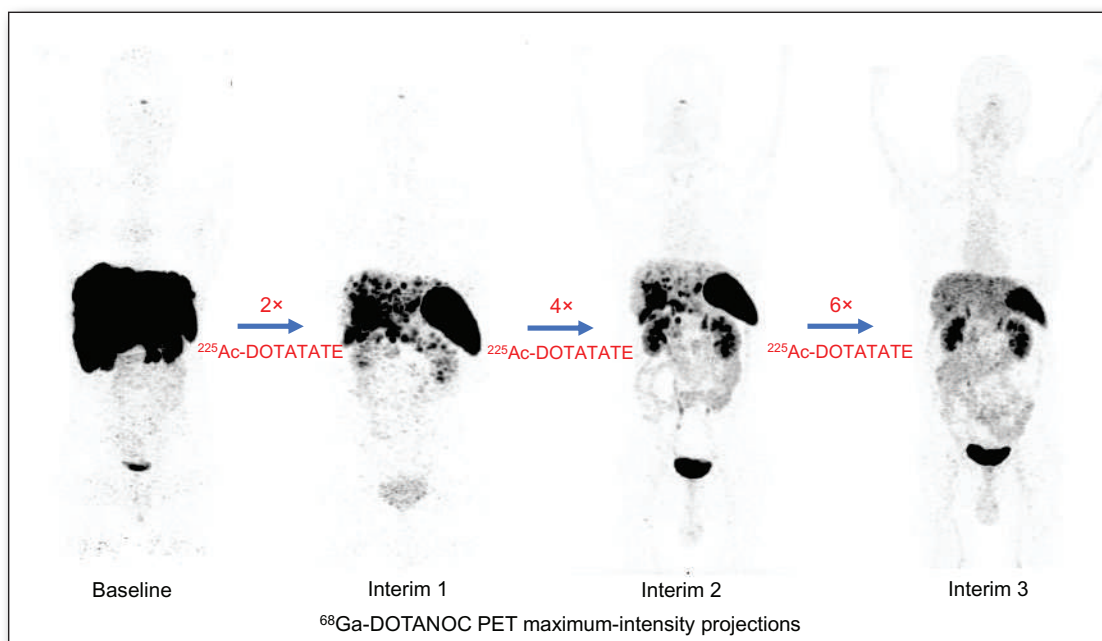 2×
²²⁵Ac-DOTATATE
4×
²²⁵Ac-DOTATATE
6×
²²⁵Ac-DOTATATE
Baseline
Interim 1
Interim 2
Interim 3
⁶⁸Ga-DOTANOC PET maximum-intensity projections